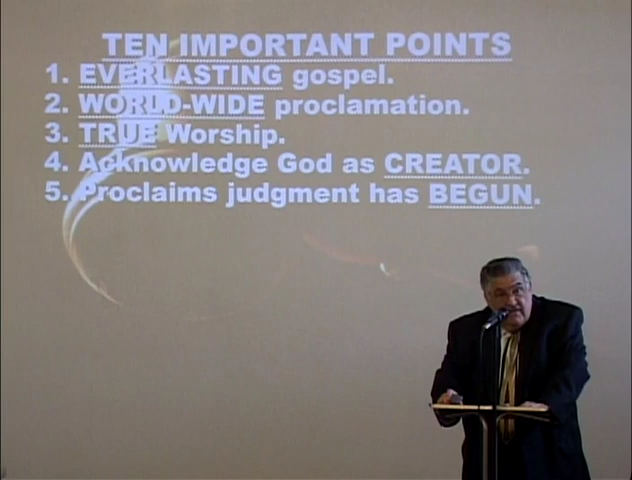 TEN IMPORTANT POINTS
1. EVERLASTING gospel.
2. WORLD-WIDE proclamation.
3. TRUE Worship.
4. Acknowledge God as CREATOR.
5. Proclaims judgment has BEGUN.